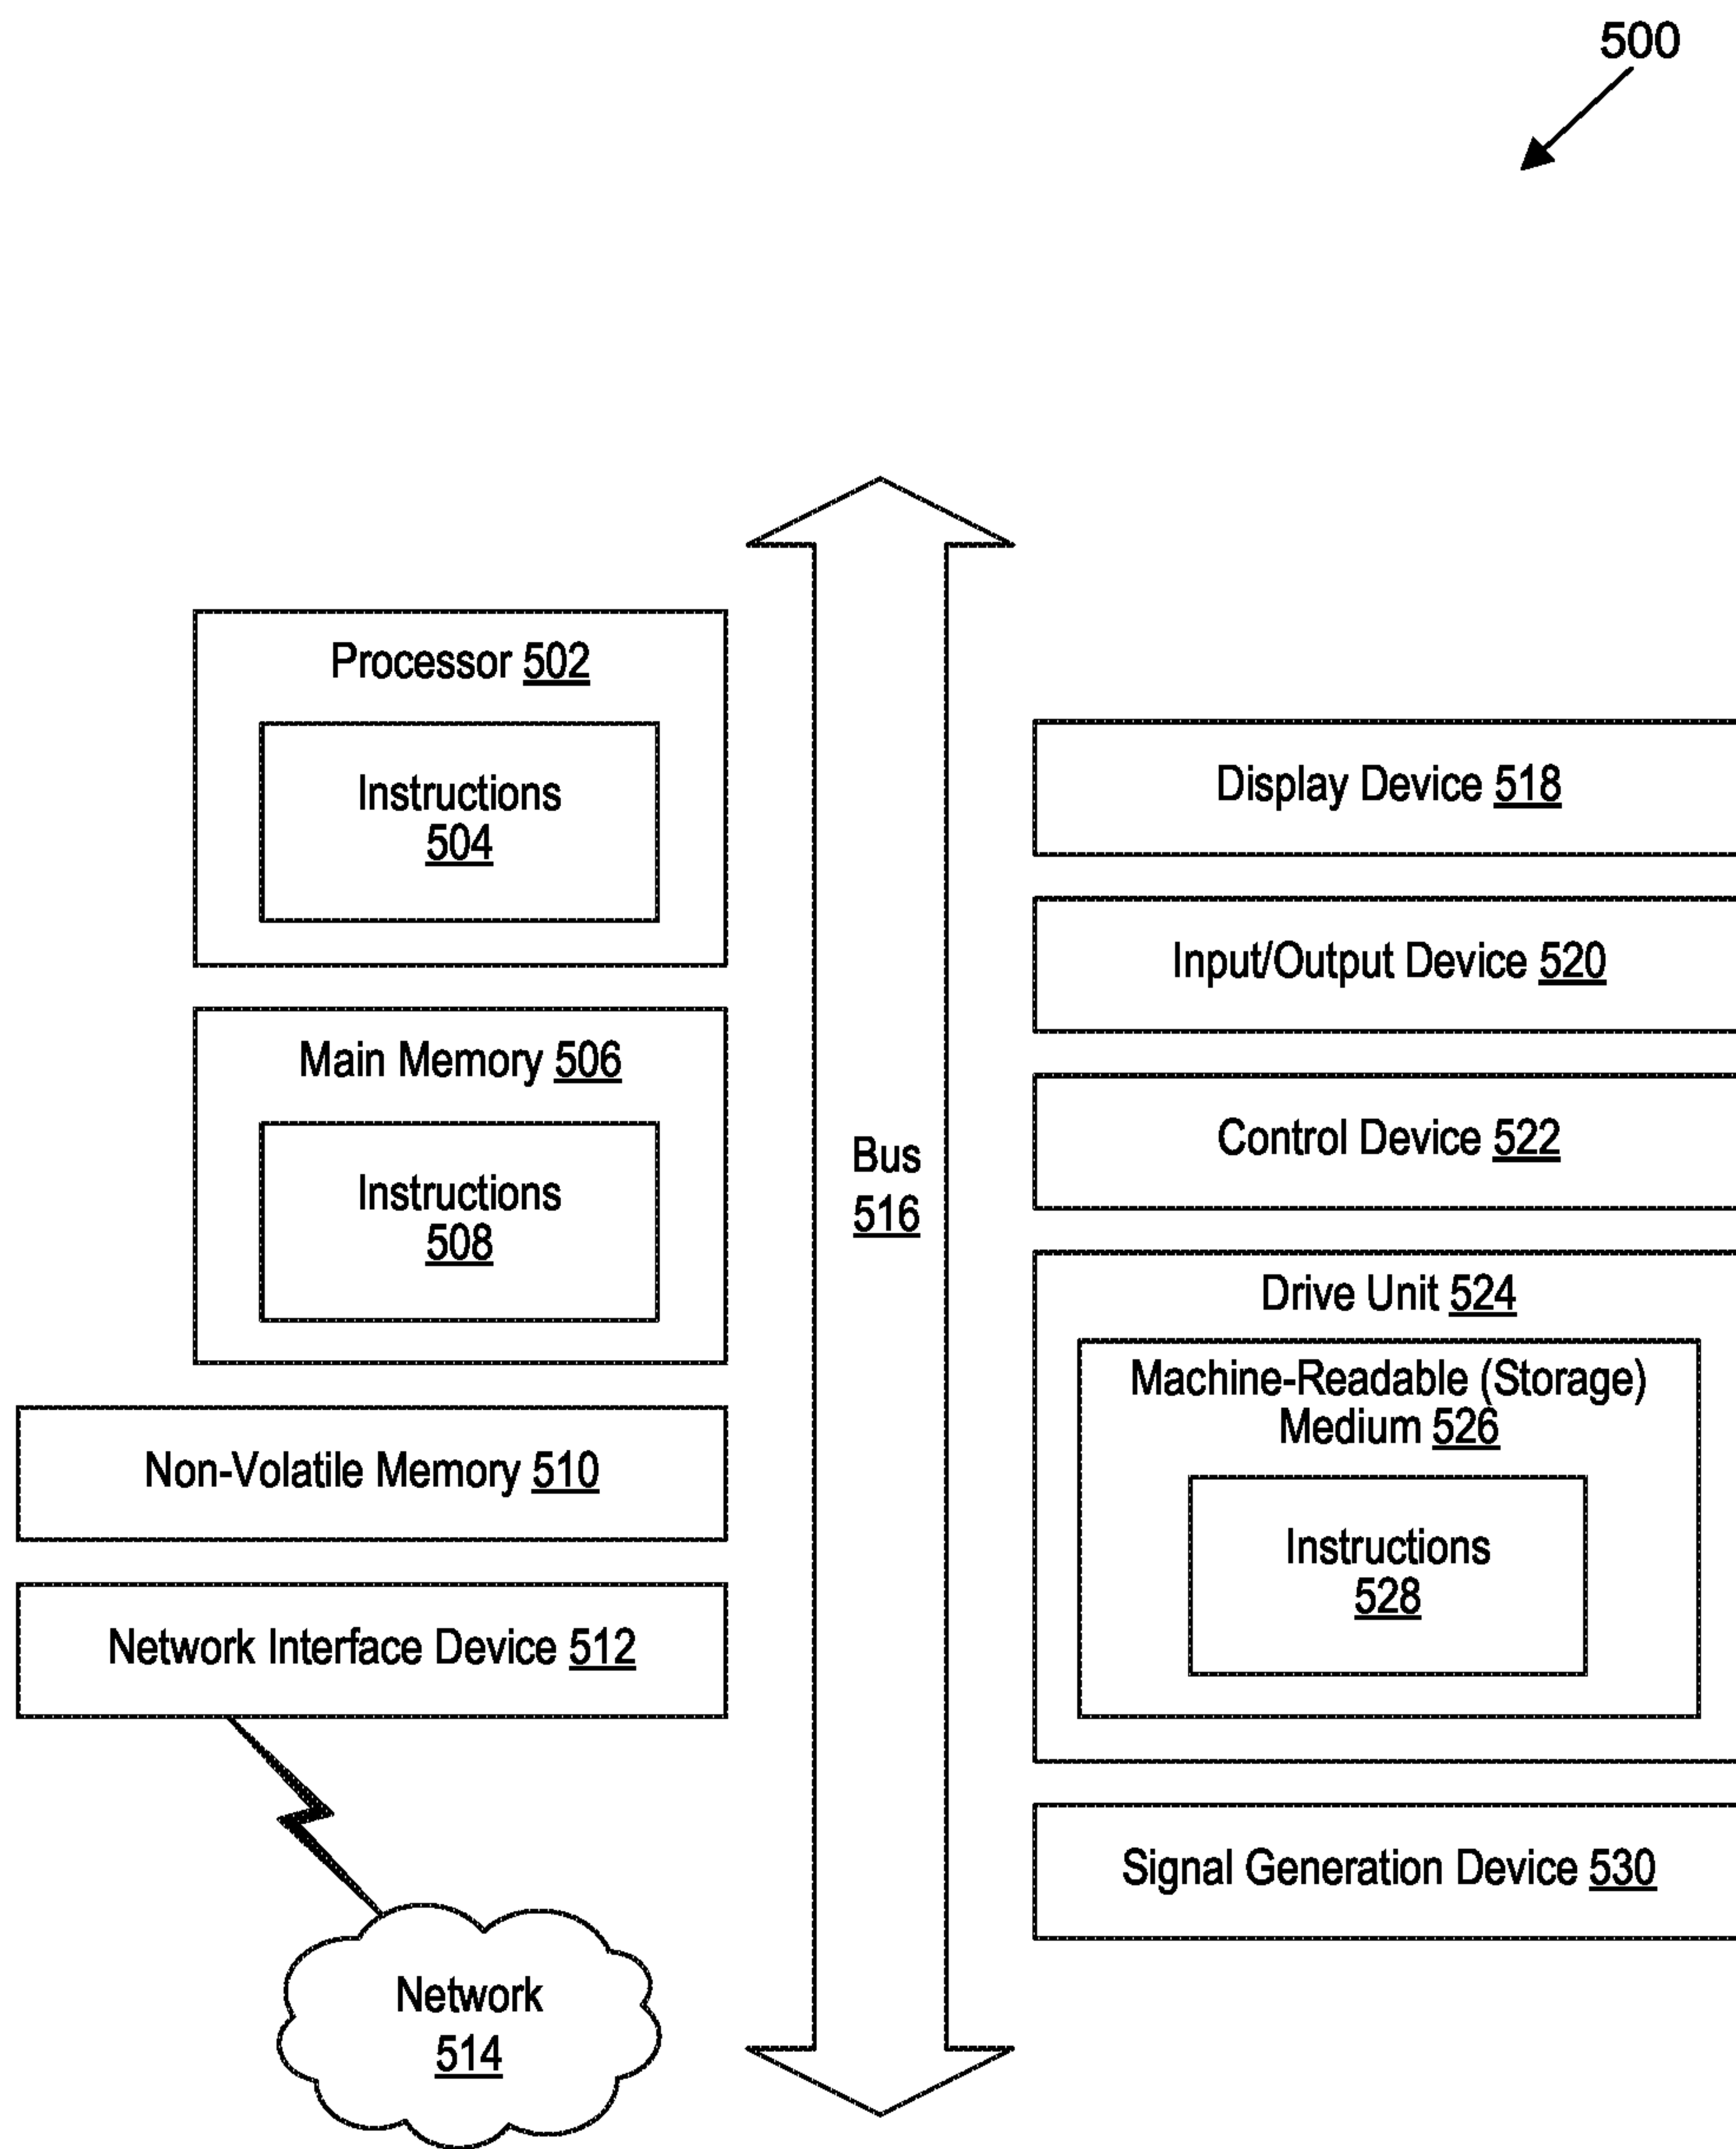 500
Processor 502
Instructions
504
Main Memory 506
Instructions
508
Non-Volatile Memory 510
Network Interface Device 512
Network
514
Bus
516
Display Device 518
Input/Output Device 520
Control Device 522
Drive Unit 524
Machine-Readable (Storage)
Medium 526
Instructions
528
Signal Generation Device 530